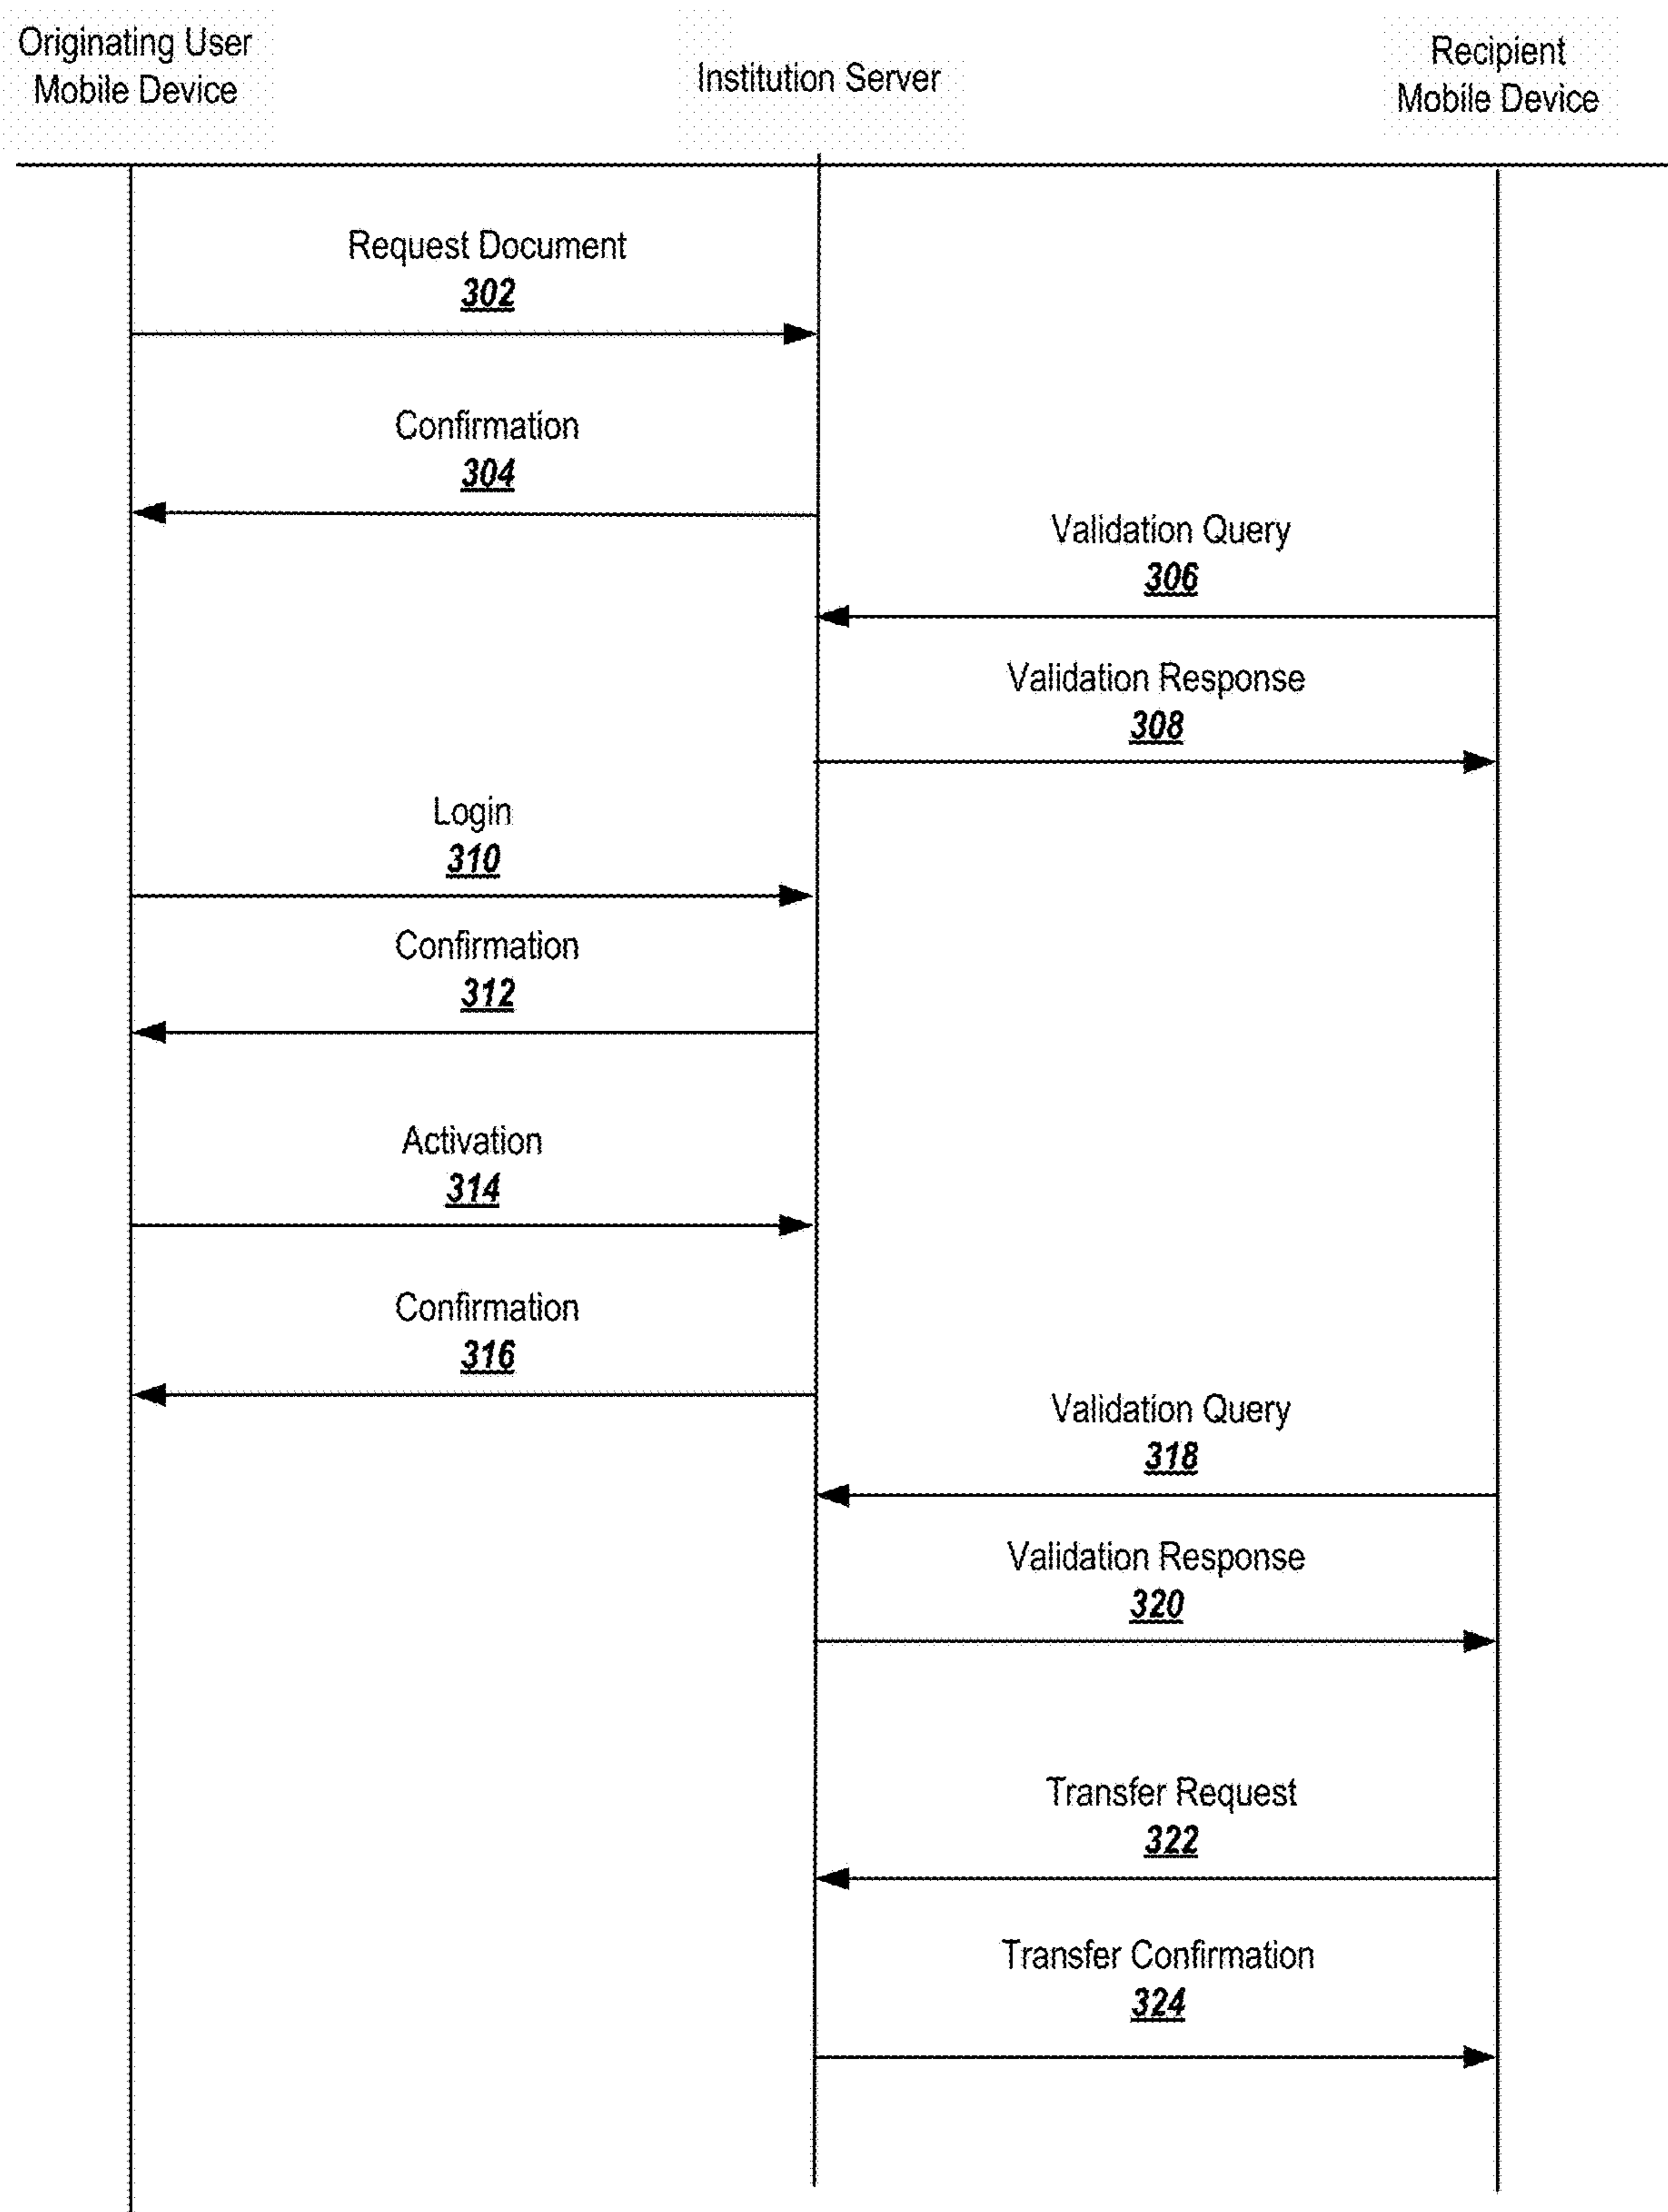 Originating User
Mobile Device
Institution Server
Recipient
Mobile Device
Request Document
302
Confirmation
304
Validation Query
306
Validation Response
308
Login
310
Confirmation
312
Activation
314
Confirmation
316
Validation Query
318
Validation Response
320
Transfer Request
322
Transfer Confirmation
324